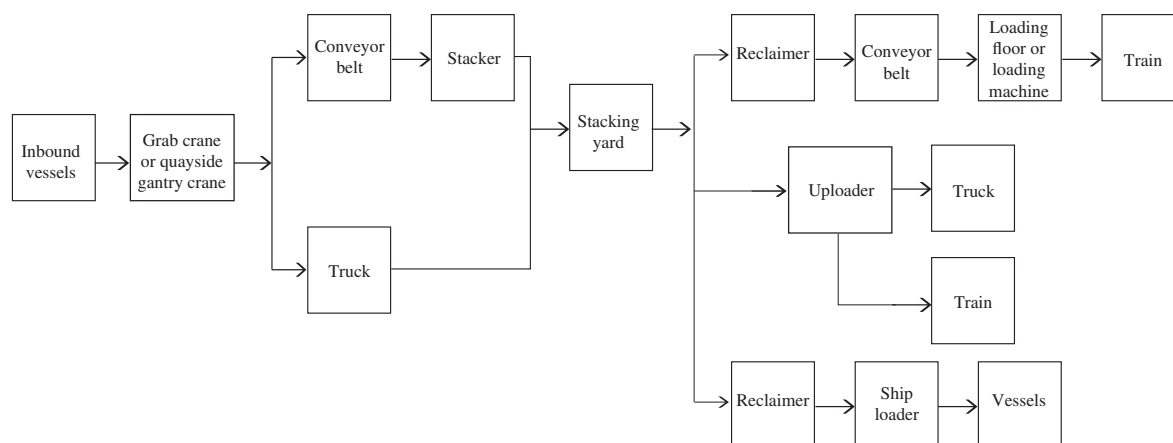 Inbound
vessels
Grab crane
or quayside
gantry crane
Conveyor
belt
Stacker
Truck
Stacking
yard
Reclaimer
Conveyor
belt
Loading
floor or
loading
machine
Train
Uploader
Truck
Train
Reclaimer
Ship
loader
Vessels